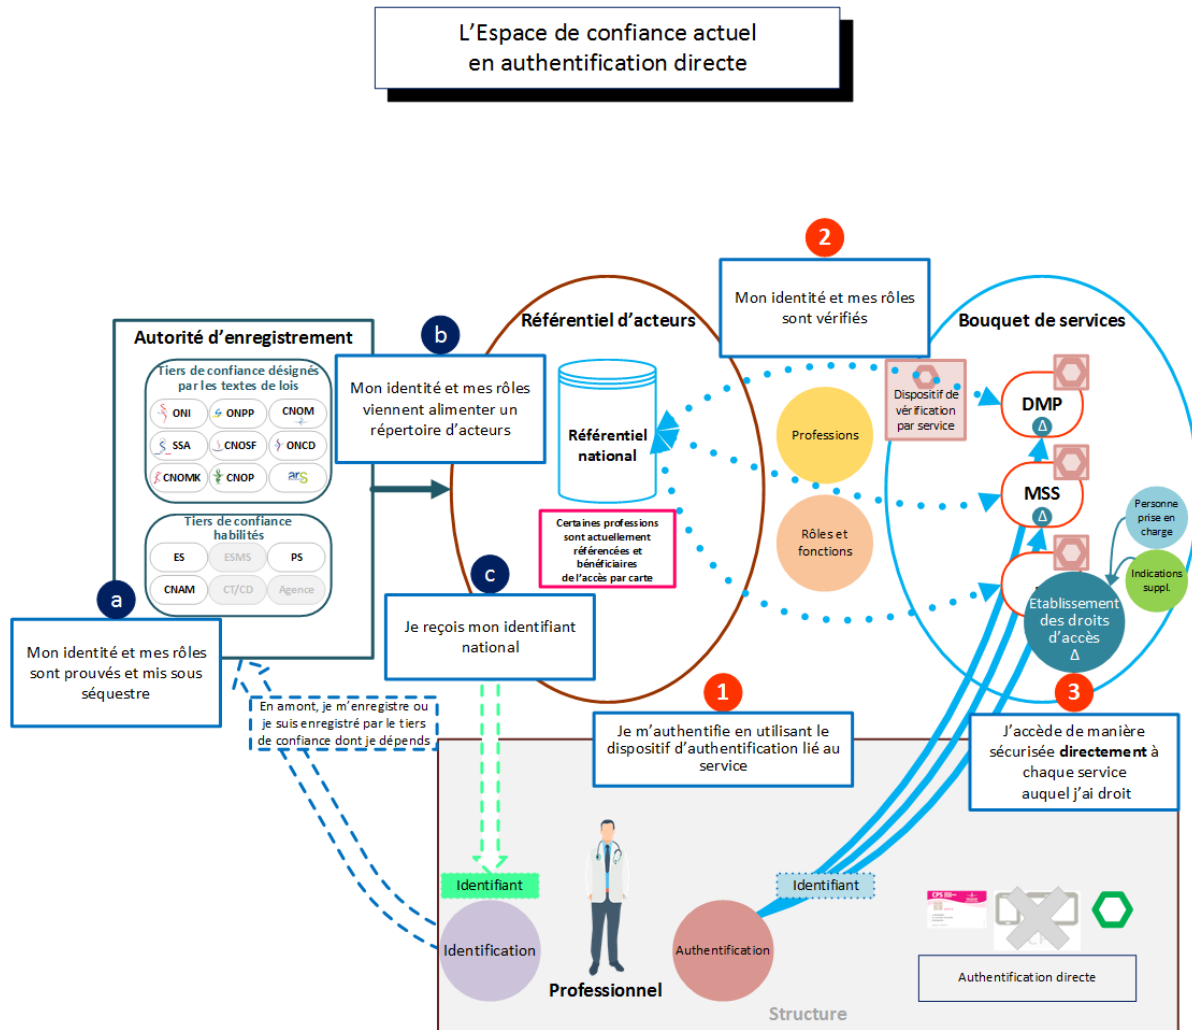 L’Espace de confiance actuel
en authentification directe
2
Mon identité et mes rôles
sont vérifiés
Autorité d’enregistrement
Tiers de confiance désignés
par les textes de lois
ONI
ONPP
CNOM
SSA
CNOSF
ONCD
CNOMK
CNOP
ars
Tiers de confiance
habilités
ES
ESMS
PS
CNAM
CT/CD
Agence
a
Mon identité et mes rôles
sont prouvés et mis sous
séquestre
b
Mon identité et mes rôles
viennent alimenter un
répertoire d’acteurs
Référentiel d’acteurs
Référentiel
national
Certaines professions
sont actuellement
référencées et
bénéficiaires
de l’accès par carte
c
Je reçois mon identifiant
national
Professions
Rôles et
fonctions
Bouquet de services
Dispositif de
vérification
par service
DMP
Δ
MSS
Δ
Personne
prise en
charge
Indications
suppl.
Etablissement
des droits
d’accès
Δ
En amont, je m’enregistre ou
je suis enregistré par le tiers
de confiance dont je dépends
1
Je m’authentifie en utilisant le
dispositif d’authentification lié au
service
3
J’accède de manière
sécurisée directement à
chaque service
auquel j’ai droit
Identifiant
Identification
Professionnel
Identifiant
Authentification
CPS
Authentification directe
Structure